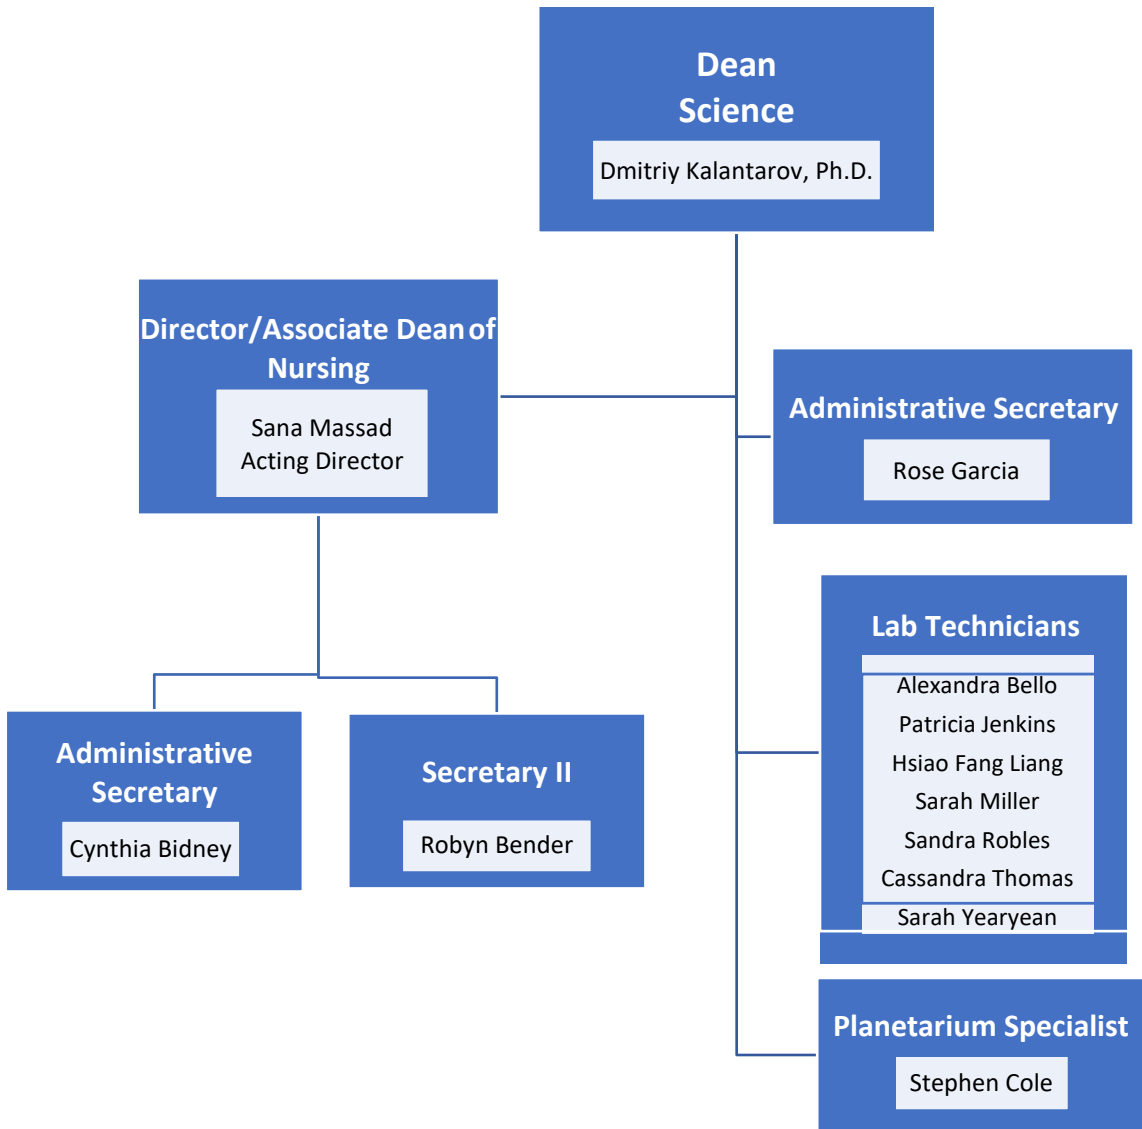 Dean
Science
Dmitriy Kalantarov, Ph.D.
Director/Associate Dean of
Nursing
Sana Massad
Acting Director
Administrative Secretary
Rose Garcia
Lab Technicians
Alexandra Bello
Patricia Jenkins
Hsiao Fang Liang
Sarah Miller
Sandra Robles
Cassandra Thomas
Sarah Yearyean
Administrative
Secretary
Cynthia Bidney
Secretary II
Robyn Bender
Planetarium Specialist
Stephen Cole